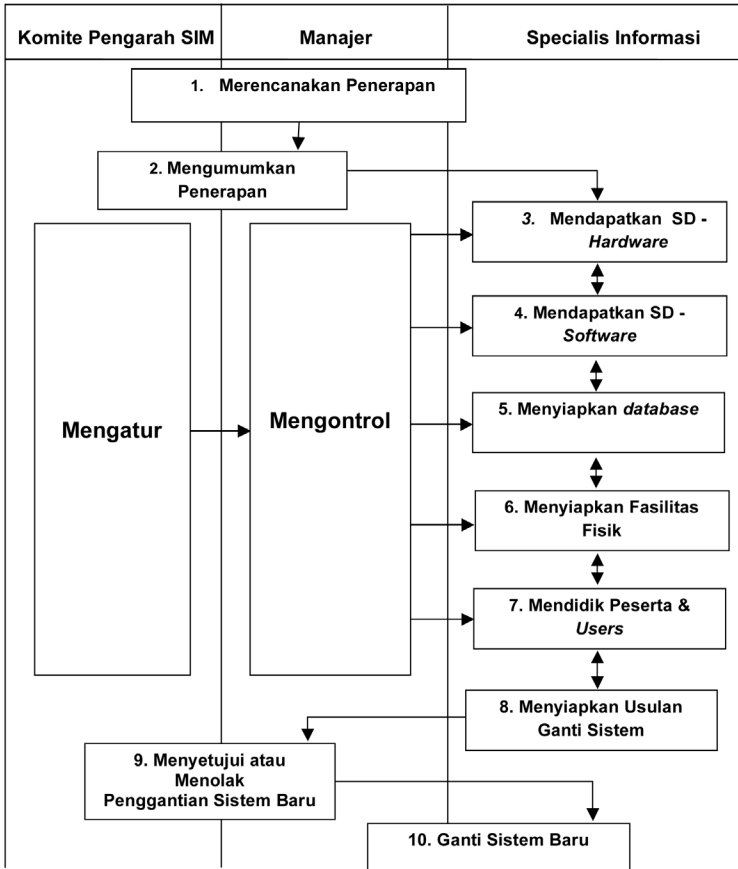 Komite Pengarah SIM
Manajer
Specialis Informasi
1. Merencanakan Penerapan
2. Mengumumkan
Penerapan
3. Mendapatkan SD -
Hardware
4. Mendapatkan SD -
Software
Mengatur
Mengontrol
5. Menyiapkan database
6. Menyiapkan Fasilitas
Fisik
7. Mendidik Peserta &
Users
8. Menyiapkan Usulan
Ganti Sistem
9. Menyetujui atau
Menolak
Penggantian Sistem Baru
10. Ganti Sistem Baru